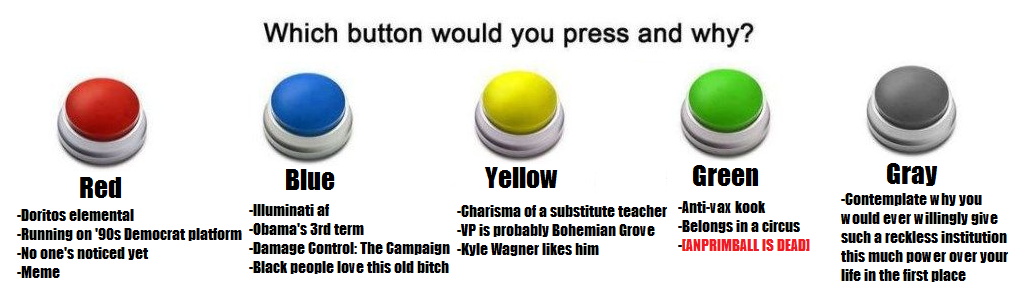 Which button would you press and why?
Red
-Doritos elemental
-Running on '90s Democrat platform
-No one's noticed yet
-Meme
Blue
-Illuminati af
-Obama's 3rd term
-Damage Control: The Campaign
-Black people love this old bitch
Yellow
-Charisma of a substitute teacher
-VP is probably Bohemian Grove
-Kyle Wagner likes him
Green
-Anti-vax kook
-Belongs in a circus
-[ANPRIMBALL IS DEAD]
Gray
-Contemplate why you
would ever willingly give
such a reckless institution
this much power over your
life in the first place